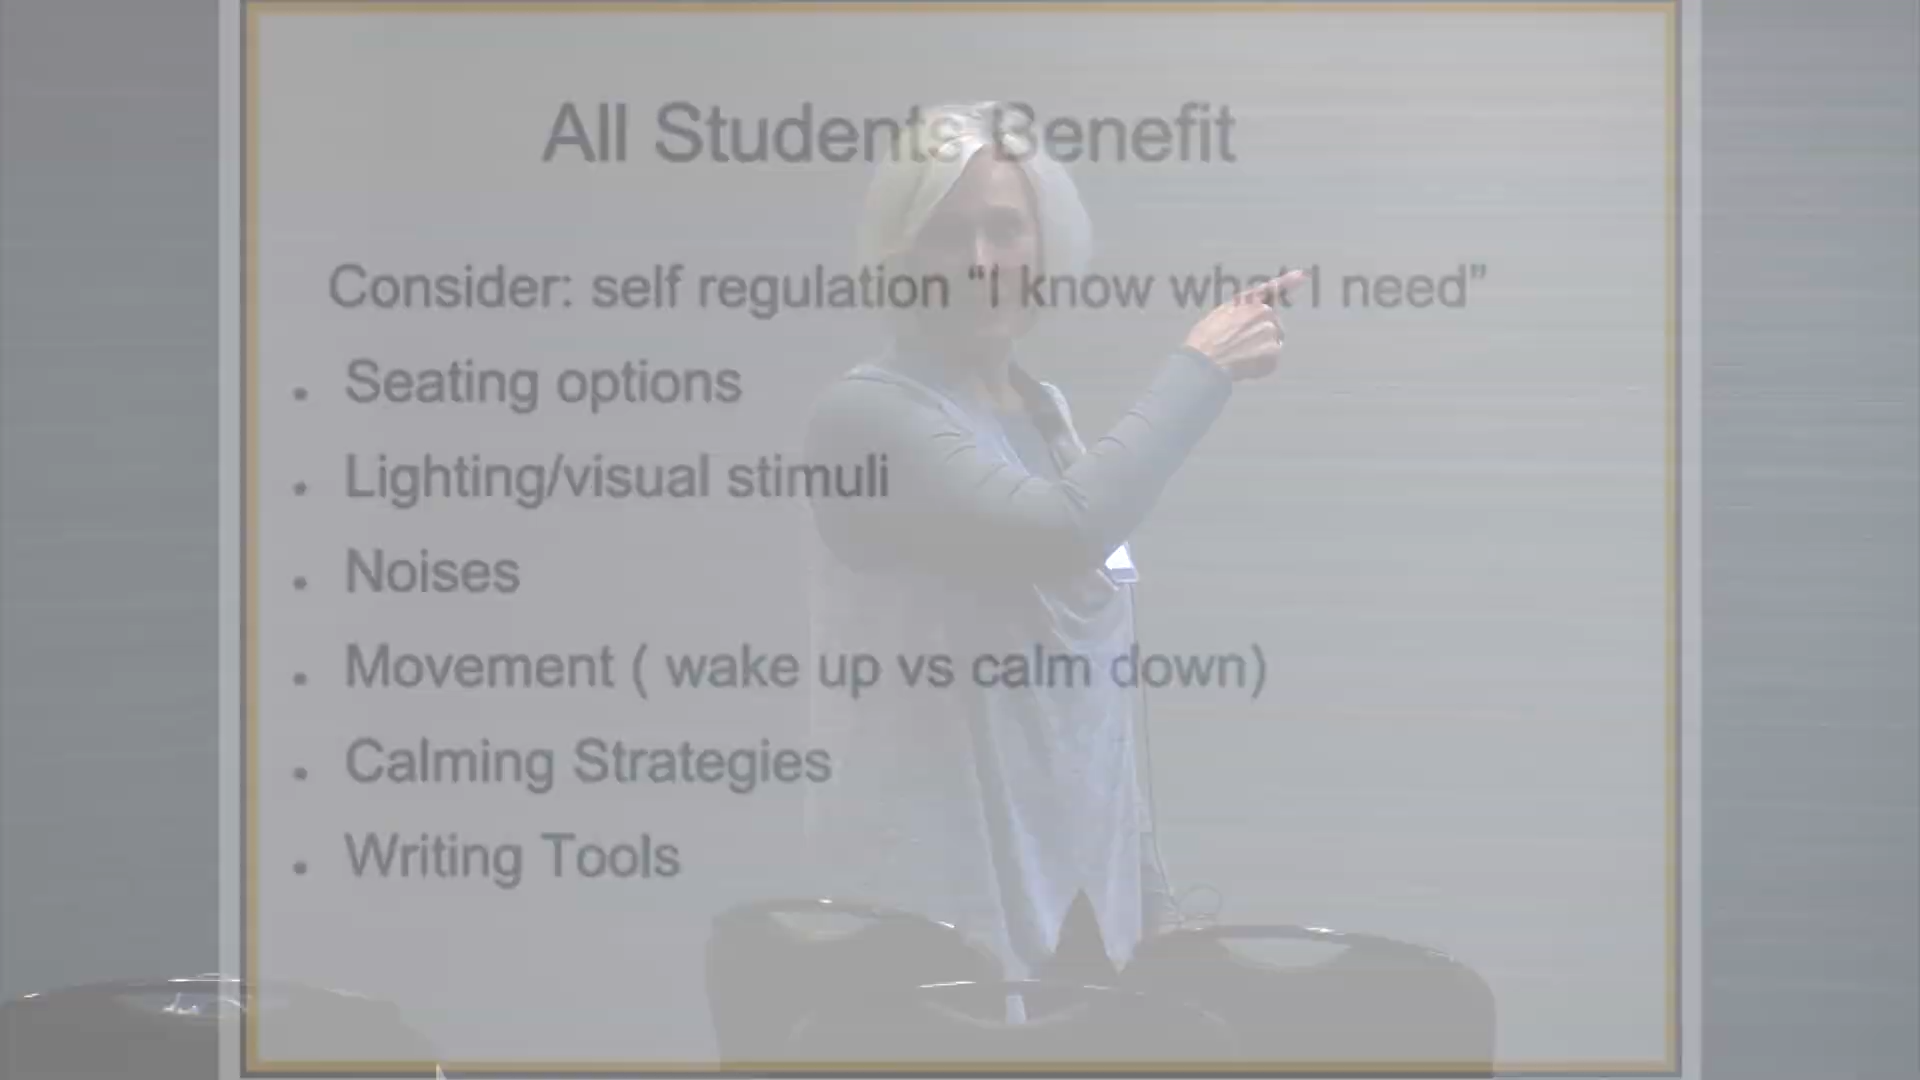 All Students Benefit
Consider: self regulation “I know what I need”
• Seating options
• Lighting/visual stimuli
• Noises
• Movement ( wake up vs calm down)
• Calming Strategies
• Writing Tools